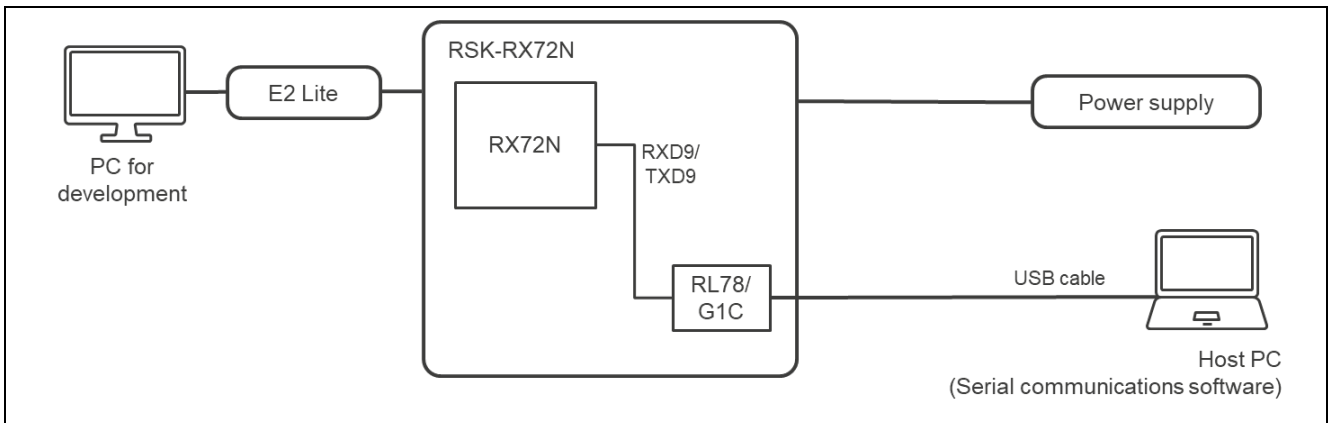 RSK-RX72N
E2 Lite
RX72N
Power supply
RXD9/
TXD9
PC for
development
RL78/
G1C
USB cable
Host PC
(Serial communications software)